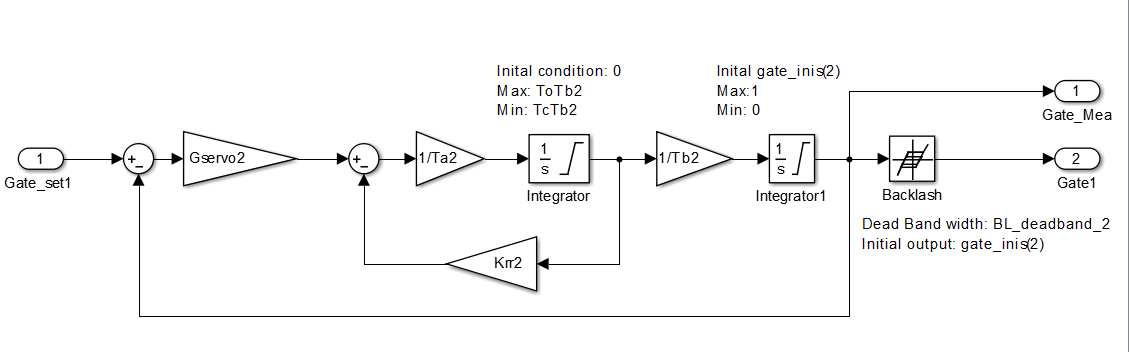 Inital condition: 0
Max: ToTb2
Min: TcTb2
Inital gate_inis(2)
Max:1
Min: 0
1
Gate_Mea
1
Gate_set1
+
−
Gservo2
+
−
1/Ta2
1
s
Integrator
1/Tb2
1
s
Integrator1
Backlash
2
Gate1
Dead Band width: BL_deadband_2
Initial output: gate_inis(2)
Krr2